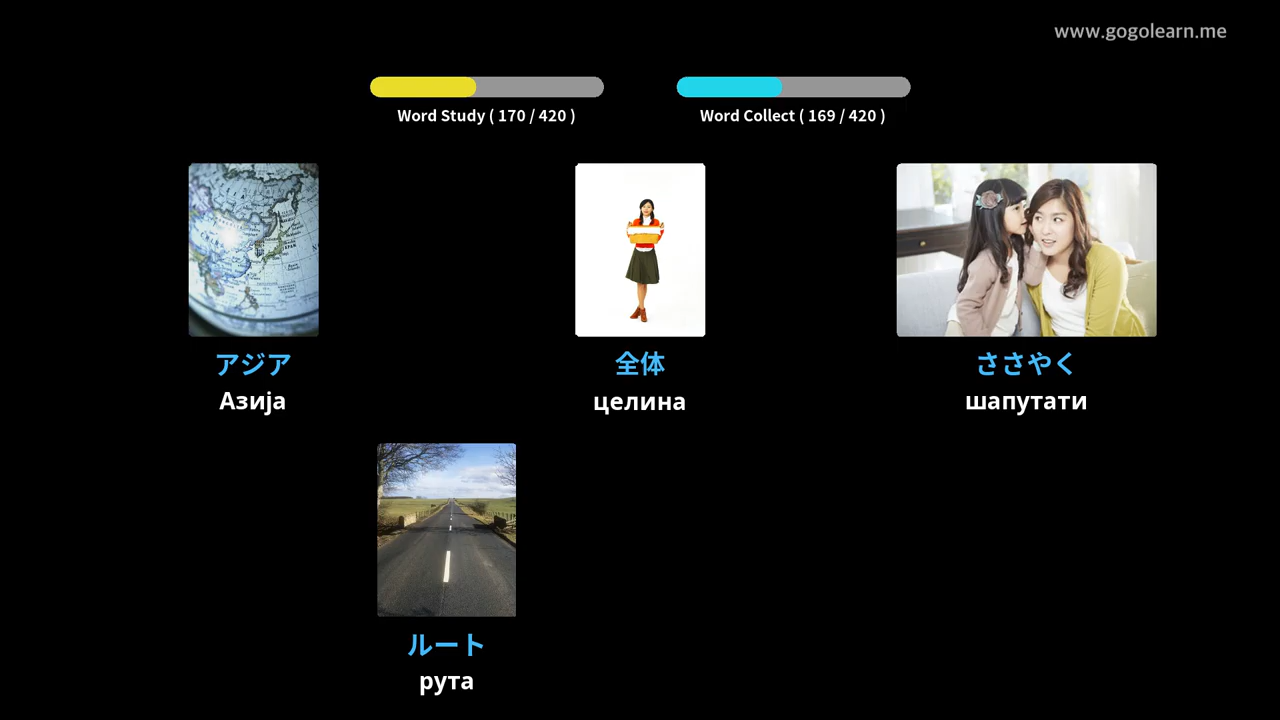 www.gogolearn.me
Word Study ( 170 / 420 )
Word Collect ( 169 / 420 )
アジア
Азија
全体
целина
ささやく
шапутати
ルート
рута